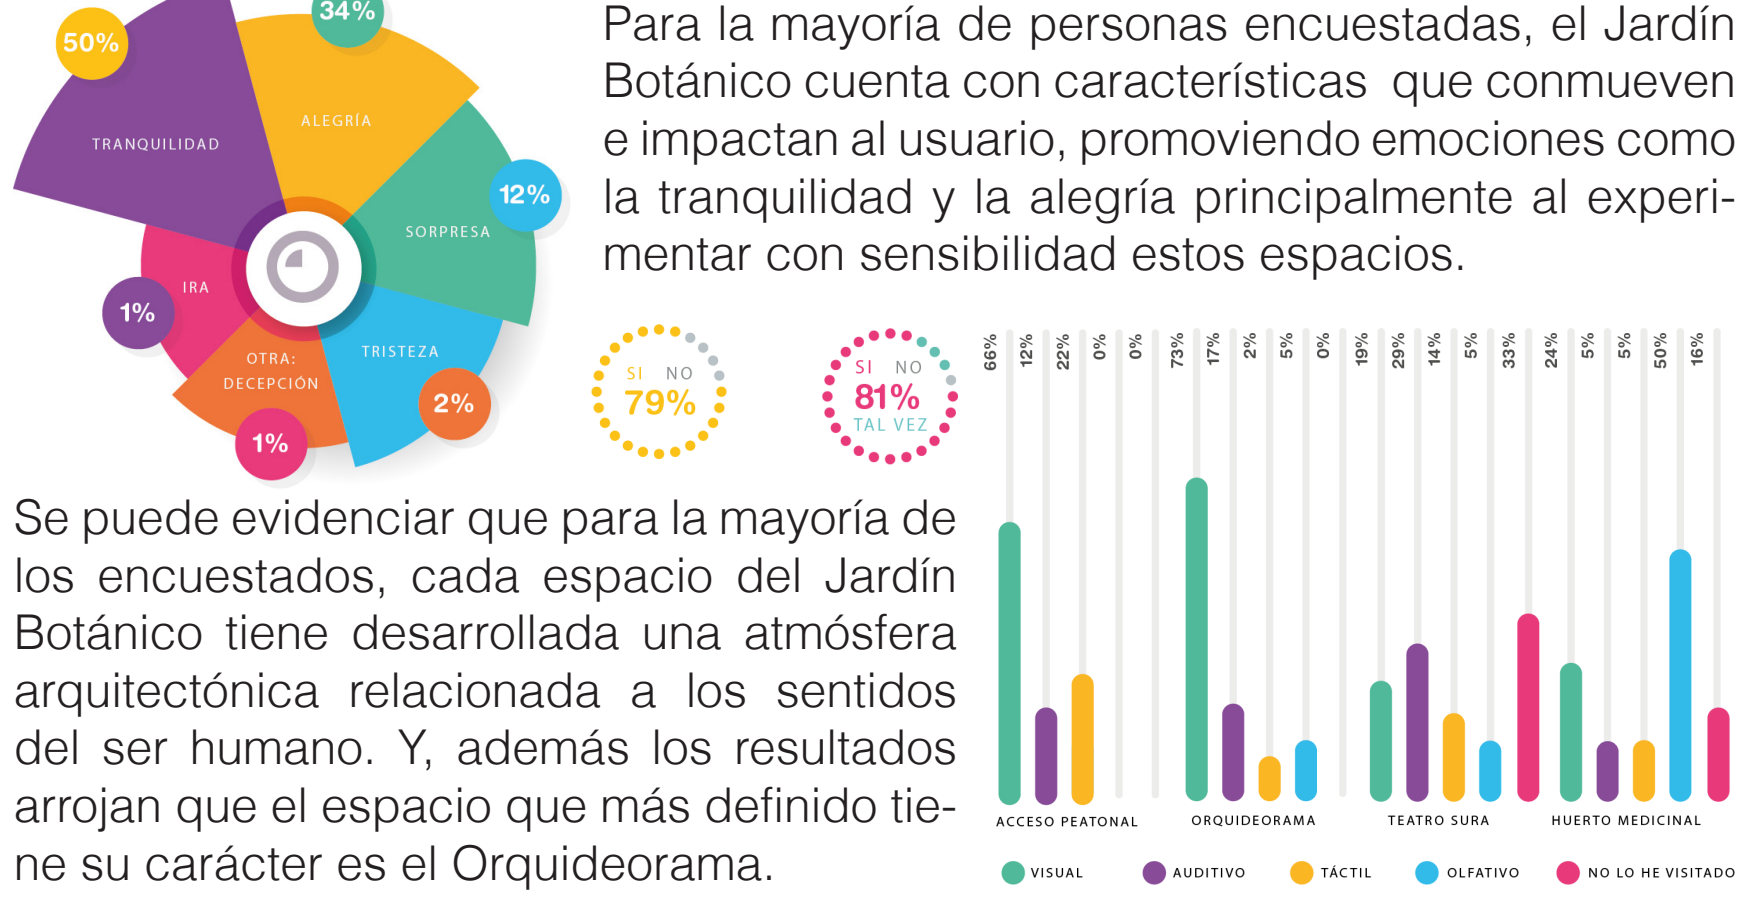 50%
34%
TRANQUILIDAD
ALEGRÍA
SORPRESA
12%
IRA
1%
TRISTEZA
2%
OTRA:
DECEPCIÓN
1%
Para la mayoría de personas encuestadas, el Jardín
Botánico cuenta con características que conmueven
e impactan al usuario, promoviendo emociones como
la tranquilidad y la alegría principalmente al experi-
mentar con sensibilidad estos espacios.
SI NO
79%
SI NO
81%
TAL VEZ
Se puede evidenciar que para la mayoría de
los encuestados, cada espacio del Jardín
Botánico tiene desarrollada una atmósfera
arquitectónica relacionada a los sentidos
del ser humano. Y, además los resultados
arrojan que el espacio que más definido tie-
ne su carácter es el Orquideorama.
66% 12% 22% 0% 0% 73% 17% 2% 5% 0% 19% 29% 14% 5% 33% 24% 5% 5% 50% 16%
ACCESO PEATONAL ORQUIDEORAMA TEATRO SURA HUERTO MEDICINAL
VISUAL AUDITIVO TÁCTIL OLFATIVO NO LO HE VISITADO